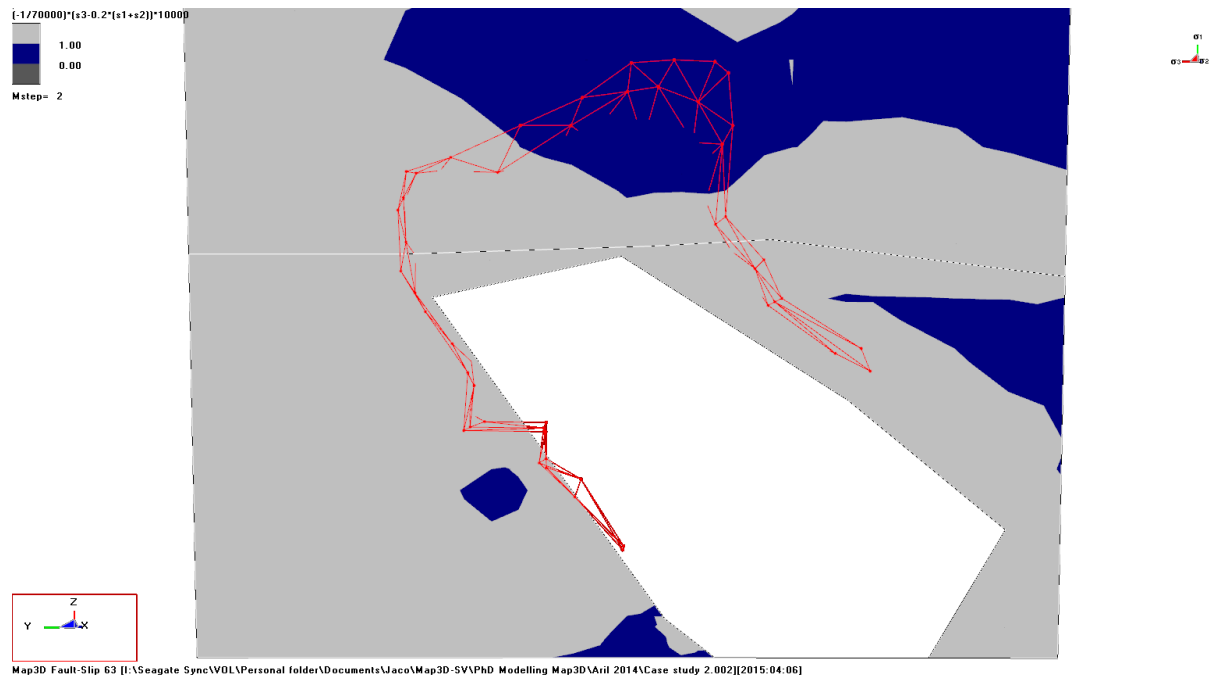 (-1/70000)*(s3-0.2*(s1+s2))*10000
1.00
0.00
Mstep= 2
σ1
σ3
σ2
Z
Y
X
Map3D Fault-Slip 63 [I:\Seagate Sync\VOL\Personal folder\Documents\Jaco\Map3D-SV\PhD Modelling Map3D\Aril 2014\Case study 2.002][2015:04:06]